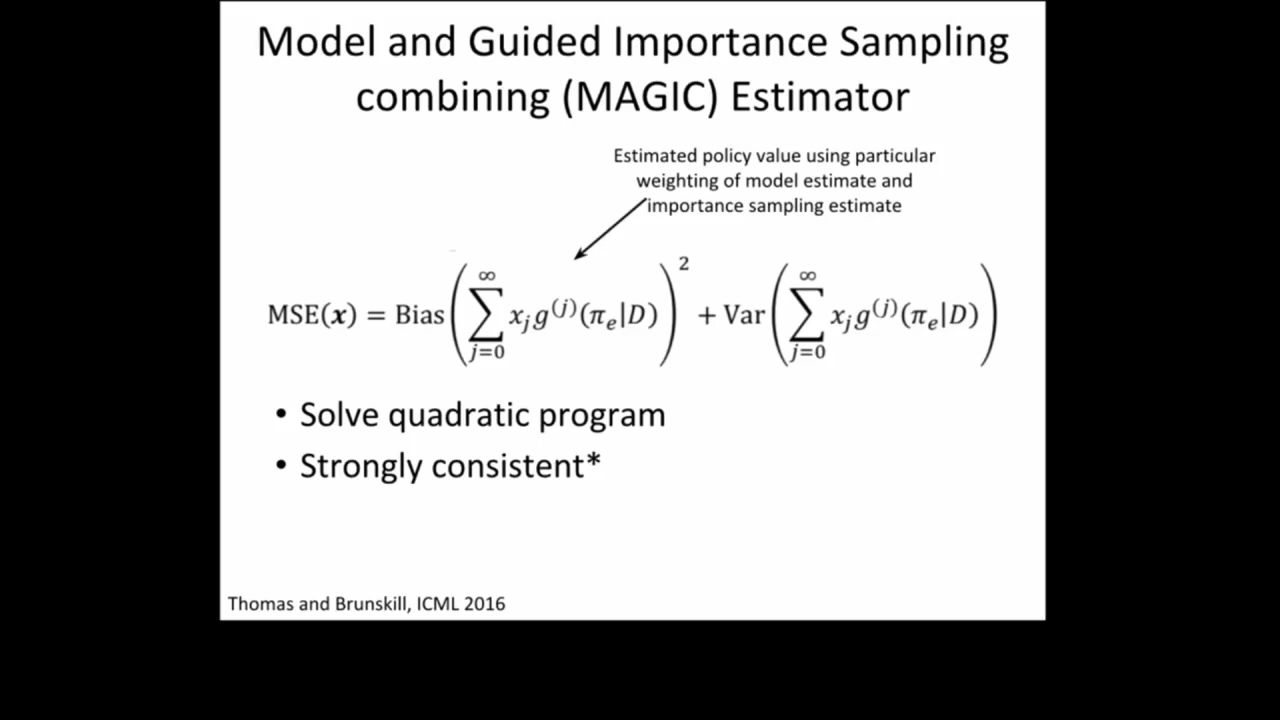 Model and Guided Importance Sampling
combining (MAGIC) Estimator
Estimated policy value using particular
weighting of model estimate and
importance sampling estimate
MSE(𝒙) = Bias(∑_{j=0}^{∞} x_j g^{(j)}(π_e|D))^2 + Var(∑_{j=0}^{∞} x_j g^{(j)}(π_e|D))
• Solve quadratic program
• Strongly consistent*
Thomas and Brunskill, ICML 2016